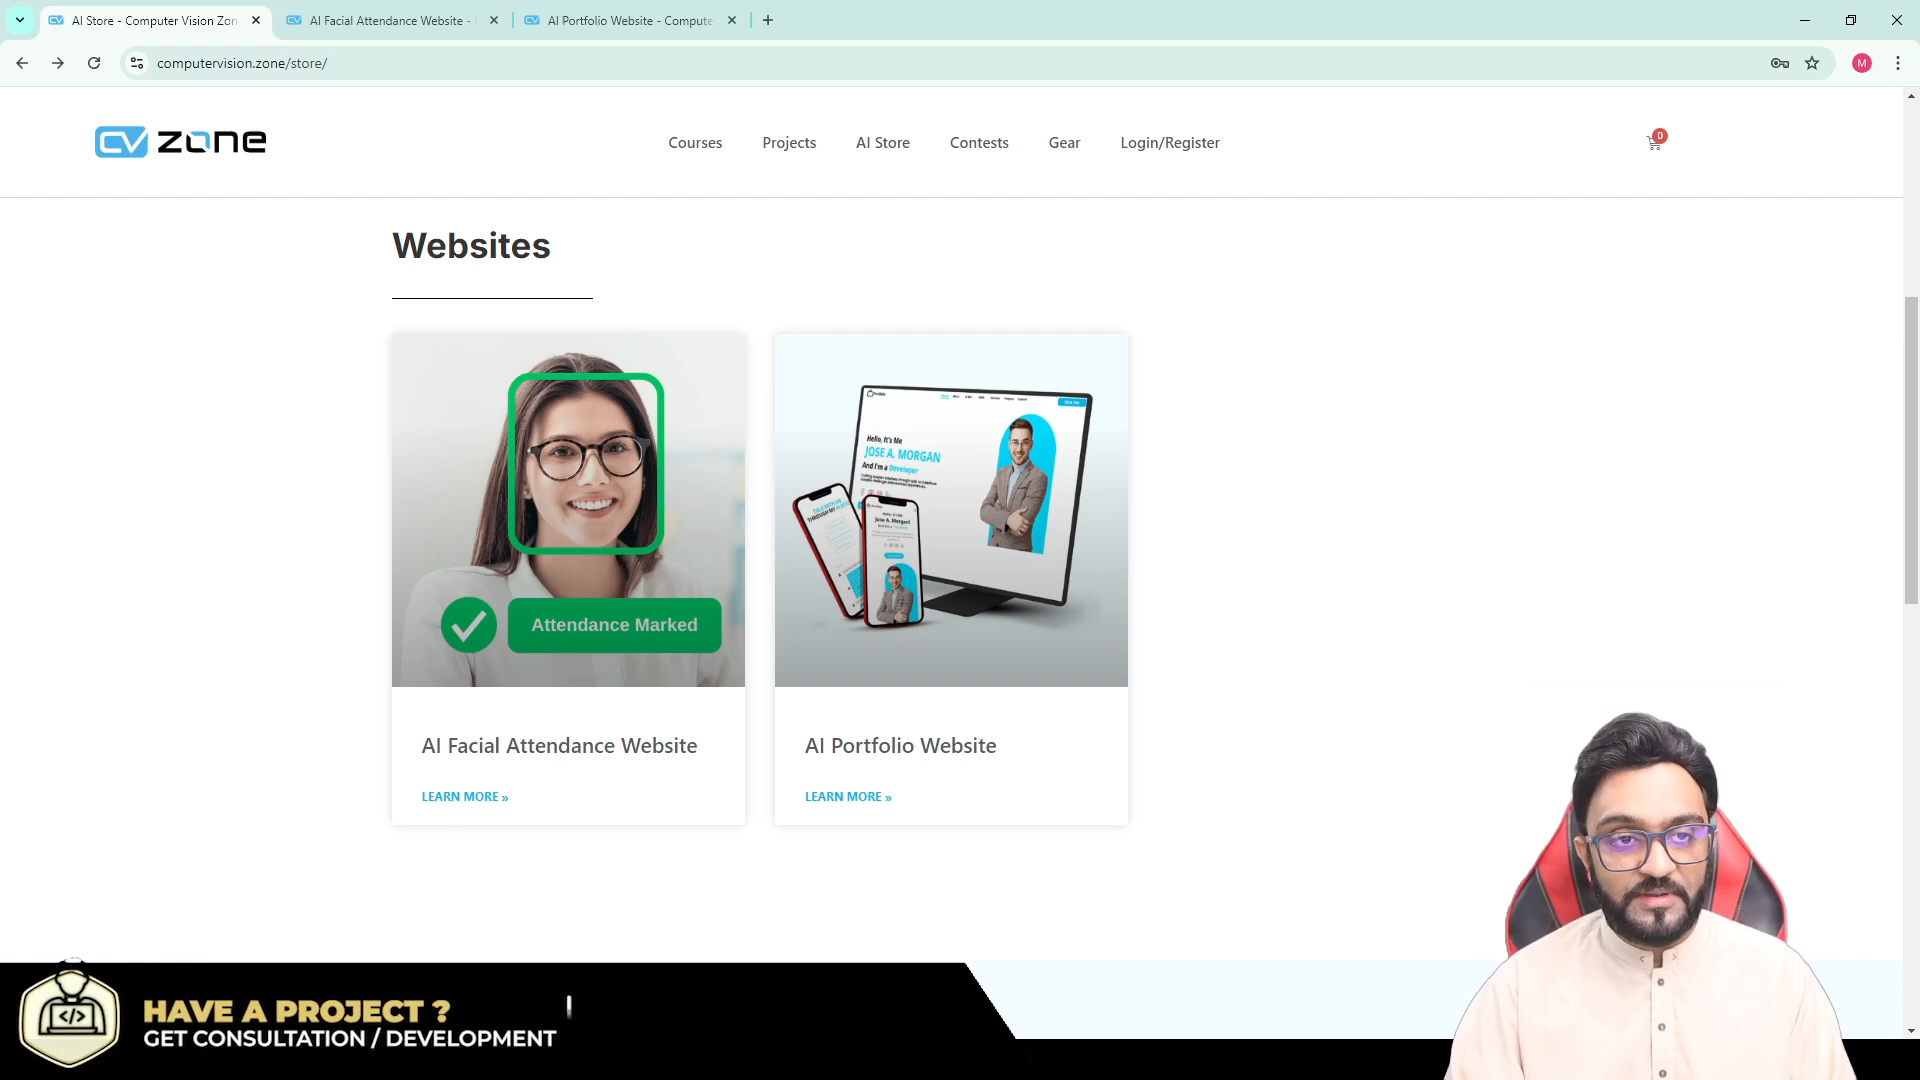 AI Store - Computer Vision Zon
AI Facial Attendance Website -
AI Portfolio Website - Compute
computervision.zone/store/
M
CV zone
Courses
Projects
AI Store
Contests
Gear
Login/Register
0
Websites
Attendance Marked
Hello, It's Me
JOSE A. MORGAN
And I'm a Developer
AI Facial Attendance Website
LEARN MORE »
AI Portfolio Website
LEARN MORE »
</>
HAVE A PROJECT ?
GET CONSULTATION / DEVELOPMENT